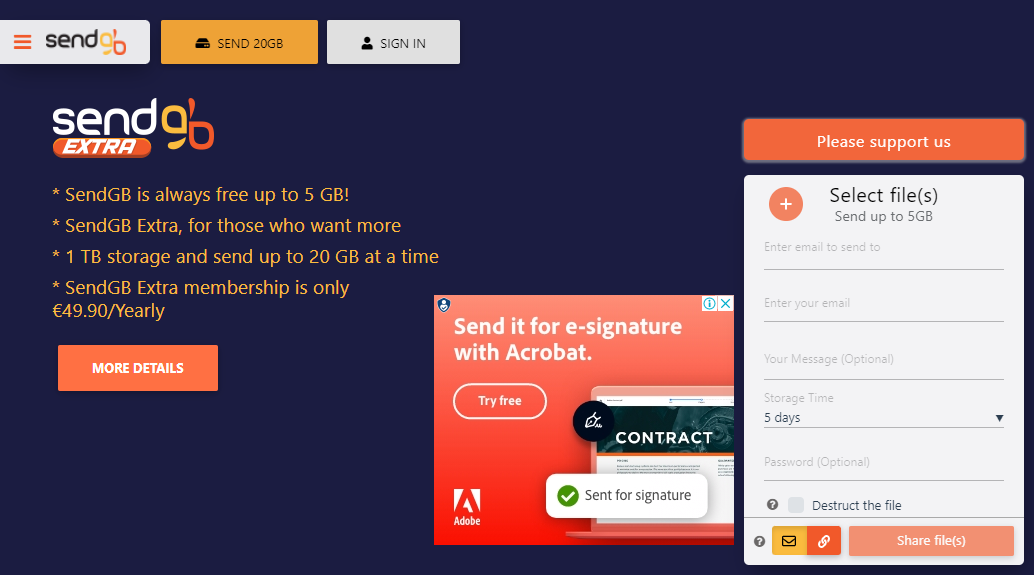 sendgb
SEND 20GB
SIGN IN
sendgb
EXTRA
* SendGB is always free up to 5 GB!
* SendGB Extra, for those who want more
* 1 TB storage and send up to 20 GB at a time
* SendGB Extra membership is only
€49.90/Yearly
MORE DETAILS
Send it for e-signature
with Acrobat.
Try free
CONTRACT
Sent for signature
Adobe
Please support us
Select file(s)
Send up to 5GB
Enter email to send to
Enter your email
Your Message (Optional)
Storage Time
5 days
Password (Optional)
Destruct the file
Share file(s)